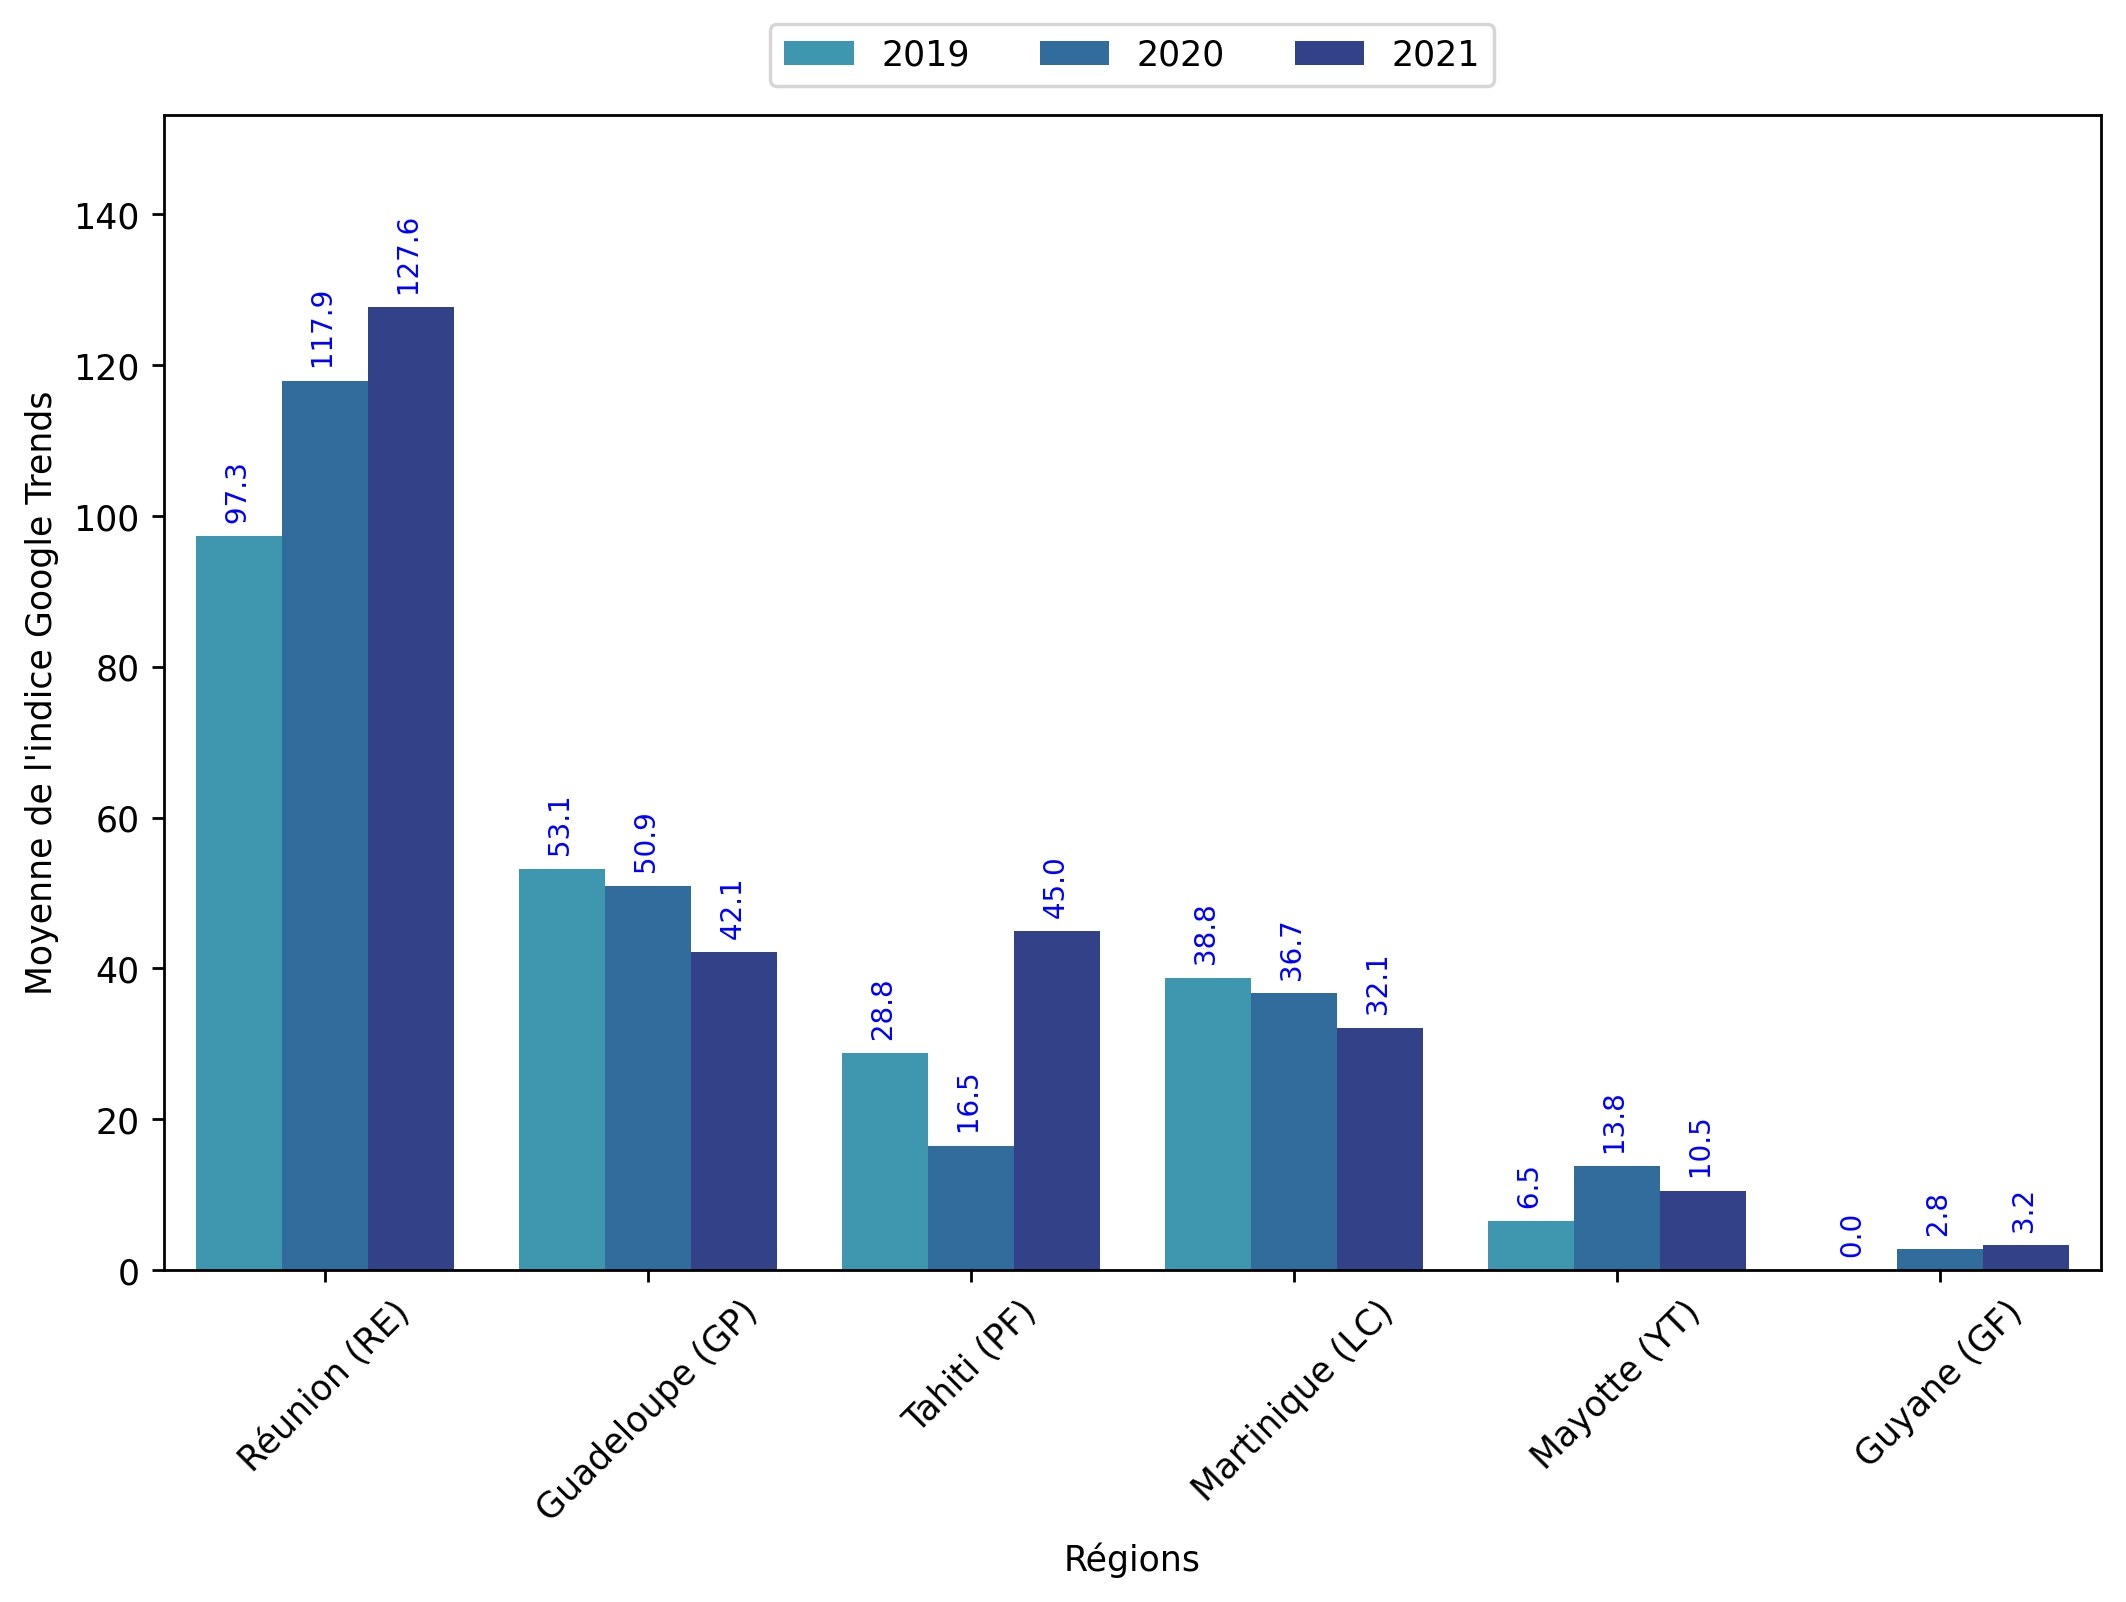 2019 2020 2021
Moyenne de l'indice Google Trends
140
120
100
80
60
40
20
0
97.3 117.9 127.6
53.1 50.9 42.1
28.8 16.5 45.0
38.8 36.7 32.1
6.5 13.8 10.5
0.0 2.8 3.2
Réunion (RE)
Guadeloupe (GP)
Tahiti (PF)
Martinique (LC)
Mayotte (YT)
Guyane (GF)
Régions